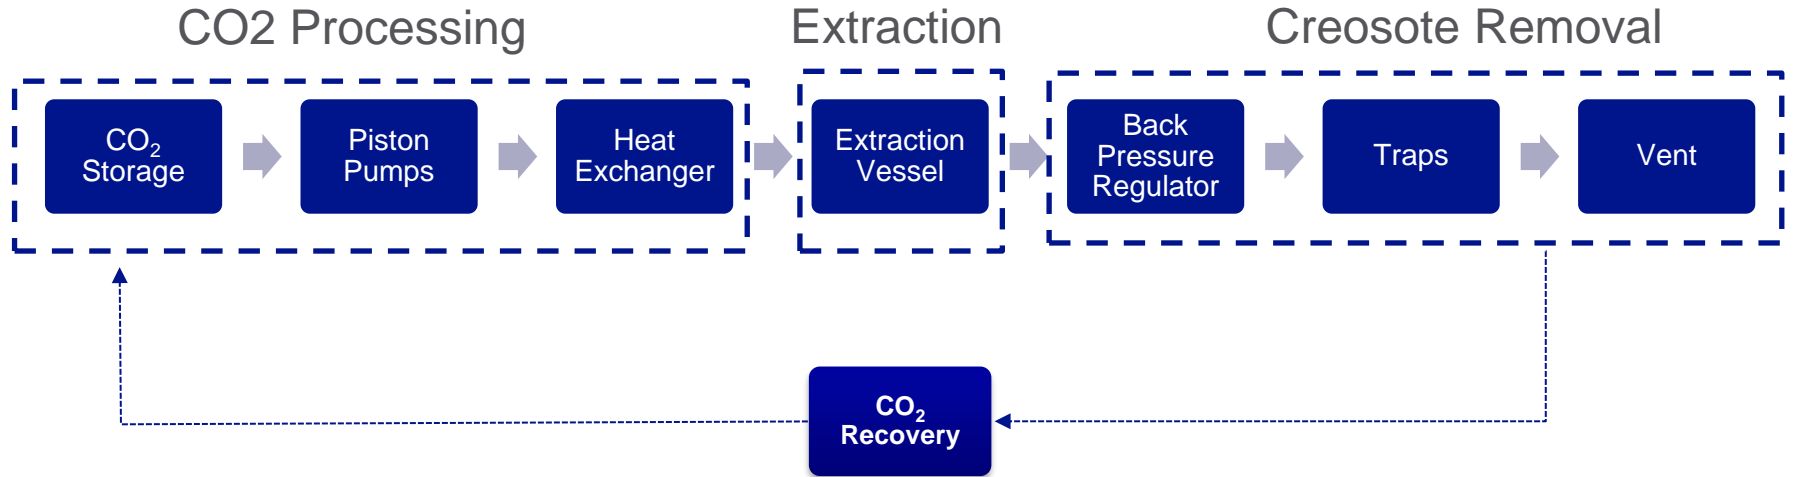 CO2 Processing
Extraction
Creosote Removal
CO₂
Storage
Piston
Pumps
Heat
Exchanger
Extraction
Vessel
Back
Pressure
Regulator
Traps
Vent
CO₂
Recovery